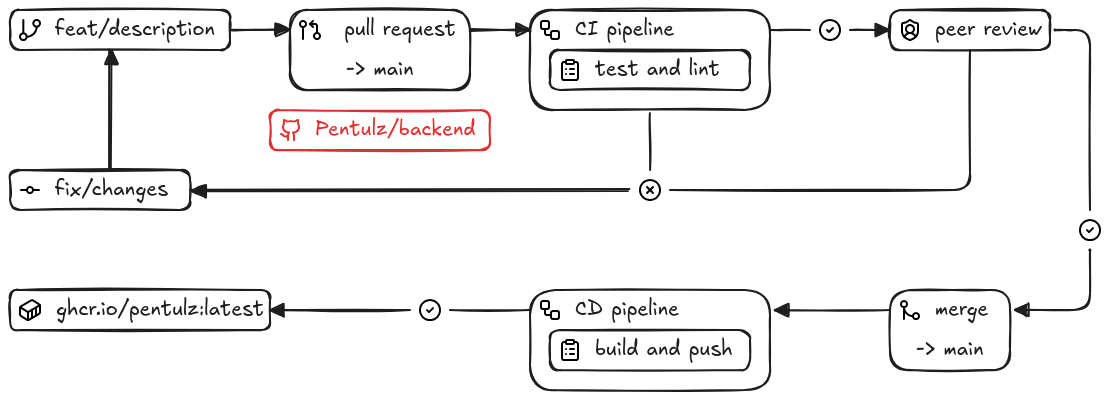 feat/description
pull request
-> main
CI pipeline
test and lint
peer review
Pentulz/backend
fix/changes
ghcr.io/pentulz:latest
CD pipeline
build and push
merge
-> main